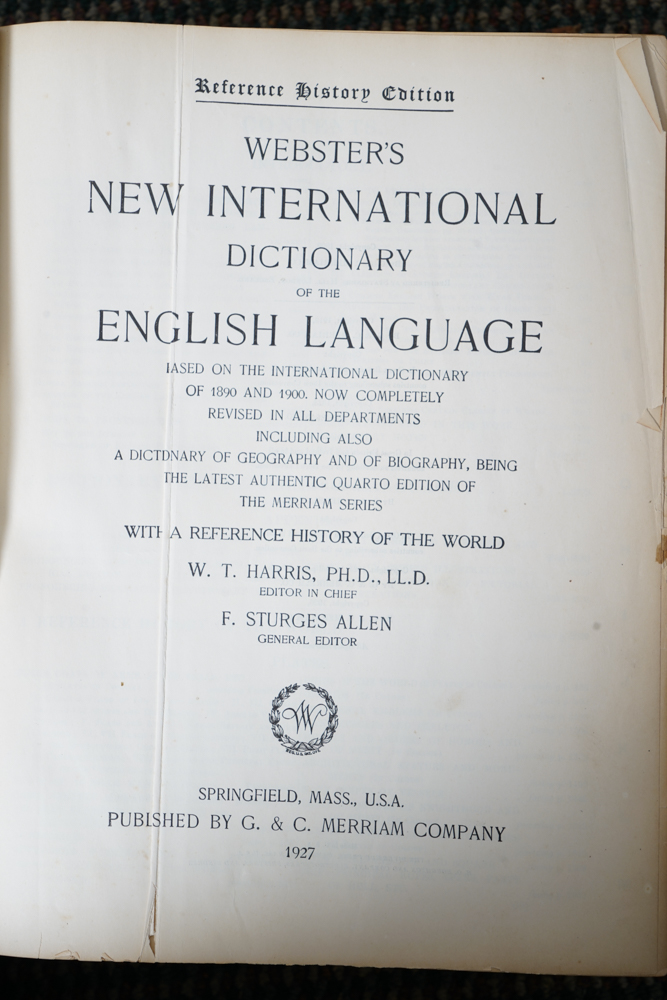 Reference History Edition
WEBSTER'S
NEW INTERNATIONAL
DICTIONARY
OF THE
ENGLISH LANGUAGE
IASED ON THE INTERNATIONAL DICTIONARY
OF 1890 AND 1900. NOW COMPLETELY
REVISED IN ALL DEPARTMENTS
INCLUDING ALSO
A DICTDNARY OF GEOGRAPHY AND OF BIOGRAPHY, BEING
THE LATEST AUTHENTIC QUARTO EDITION OF
THE MERRIAM SERIES
WITH A REFERENCE HISTORY OF THE WORLD
W. T. HARRIS, PH.D., LL.D.
EDITOR IN CHIEF
F. STURGES ALLEN
GENERAL EDITOR
W
SPRINGFIELD, MASS., U.S.A.
PUBLSHED BY G. & C. MERRIAM COMPANY
1927